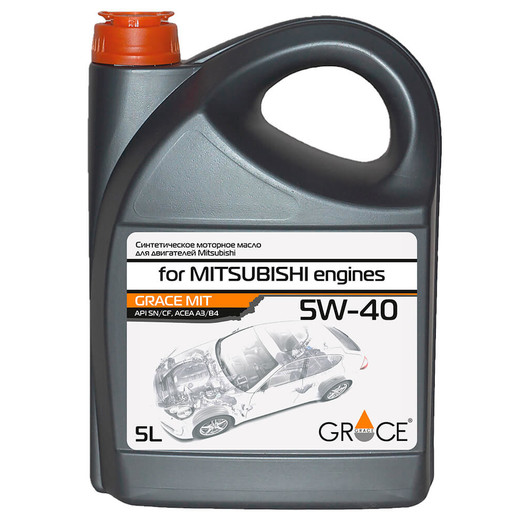 Синтетическое моторное масло
для двигателей Mitsubishi
for MITSUBISHI engines
GRACE MIT
API SN/CF, ACEA A3/B4
5W-40
5L
GRACE®
GRACE